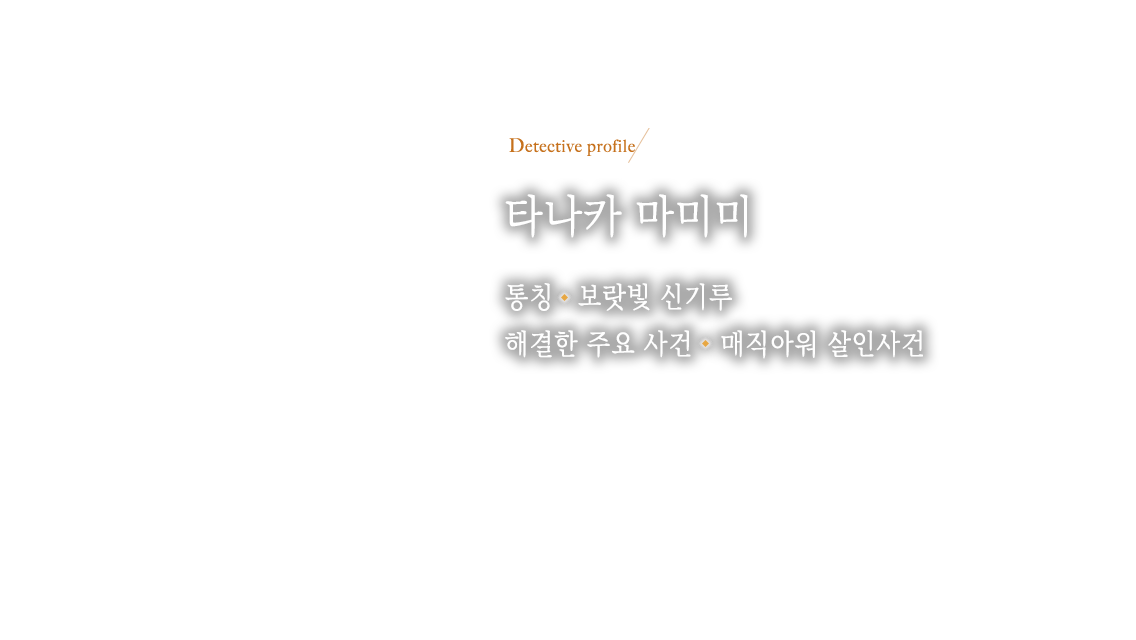 Detective profile
타나카 마미미
통칭 ◆ 보랏빛 신기루
해결한 주요 사건 ◆ 매직아워 살인사건